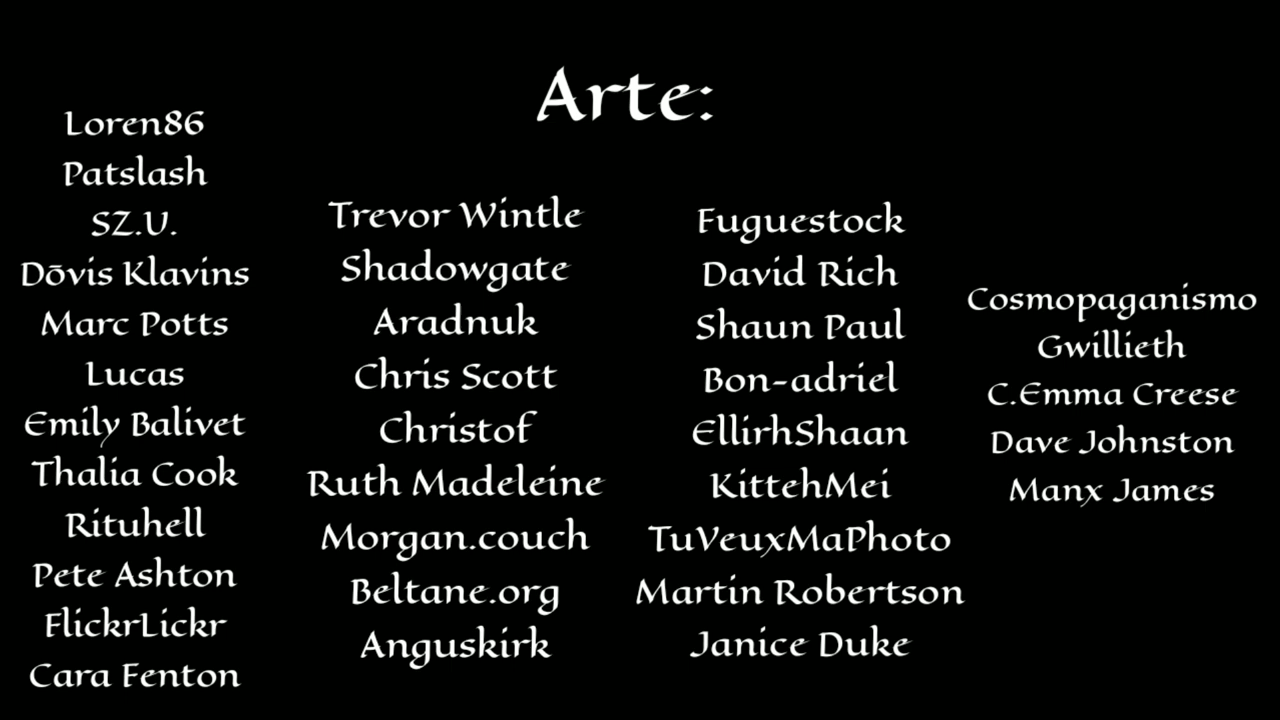 Arte:
Loren86
Patslash
SZ.U.
Dōvis Klavins
Marc Potts
Lucas
Emily Balivet
Thalia Cook
Rituhell
Pete Ashton
FlickrLickr
Cara Fenton
Trevor Wintle
Shadowgate
Aradnuk
Chris Scott
Christof
Ruth Madeleine
Morgan.couch
Beltane.org
Anguskirk
Fuguestock
David Rich
Shaun Paul
Bon-adriel
EllirhShaan
KittehMei
TuVeuxMaPhoto
Martin Robertson
Janice Duke
Cosmopaganismo
Gwillieth
C.Emma Creese
Dave Johnston
Manx James